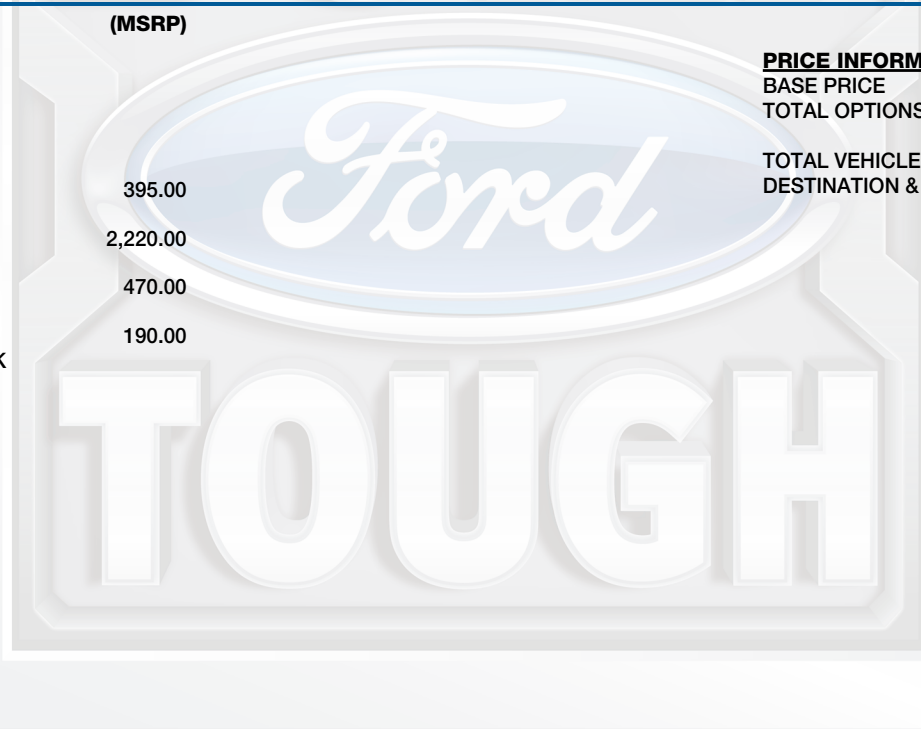 (MSRP)
395.00
2,220.00
470.00
190.00
K
PRICE INFORM
BASE PRICE
TOTAL OPTIONS
TOTAL VEHICLE
DESTINATION &
Ford
TOUGH